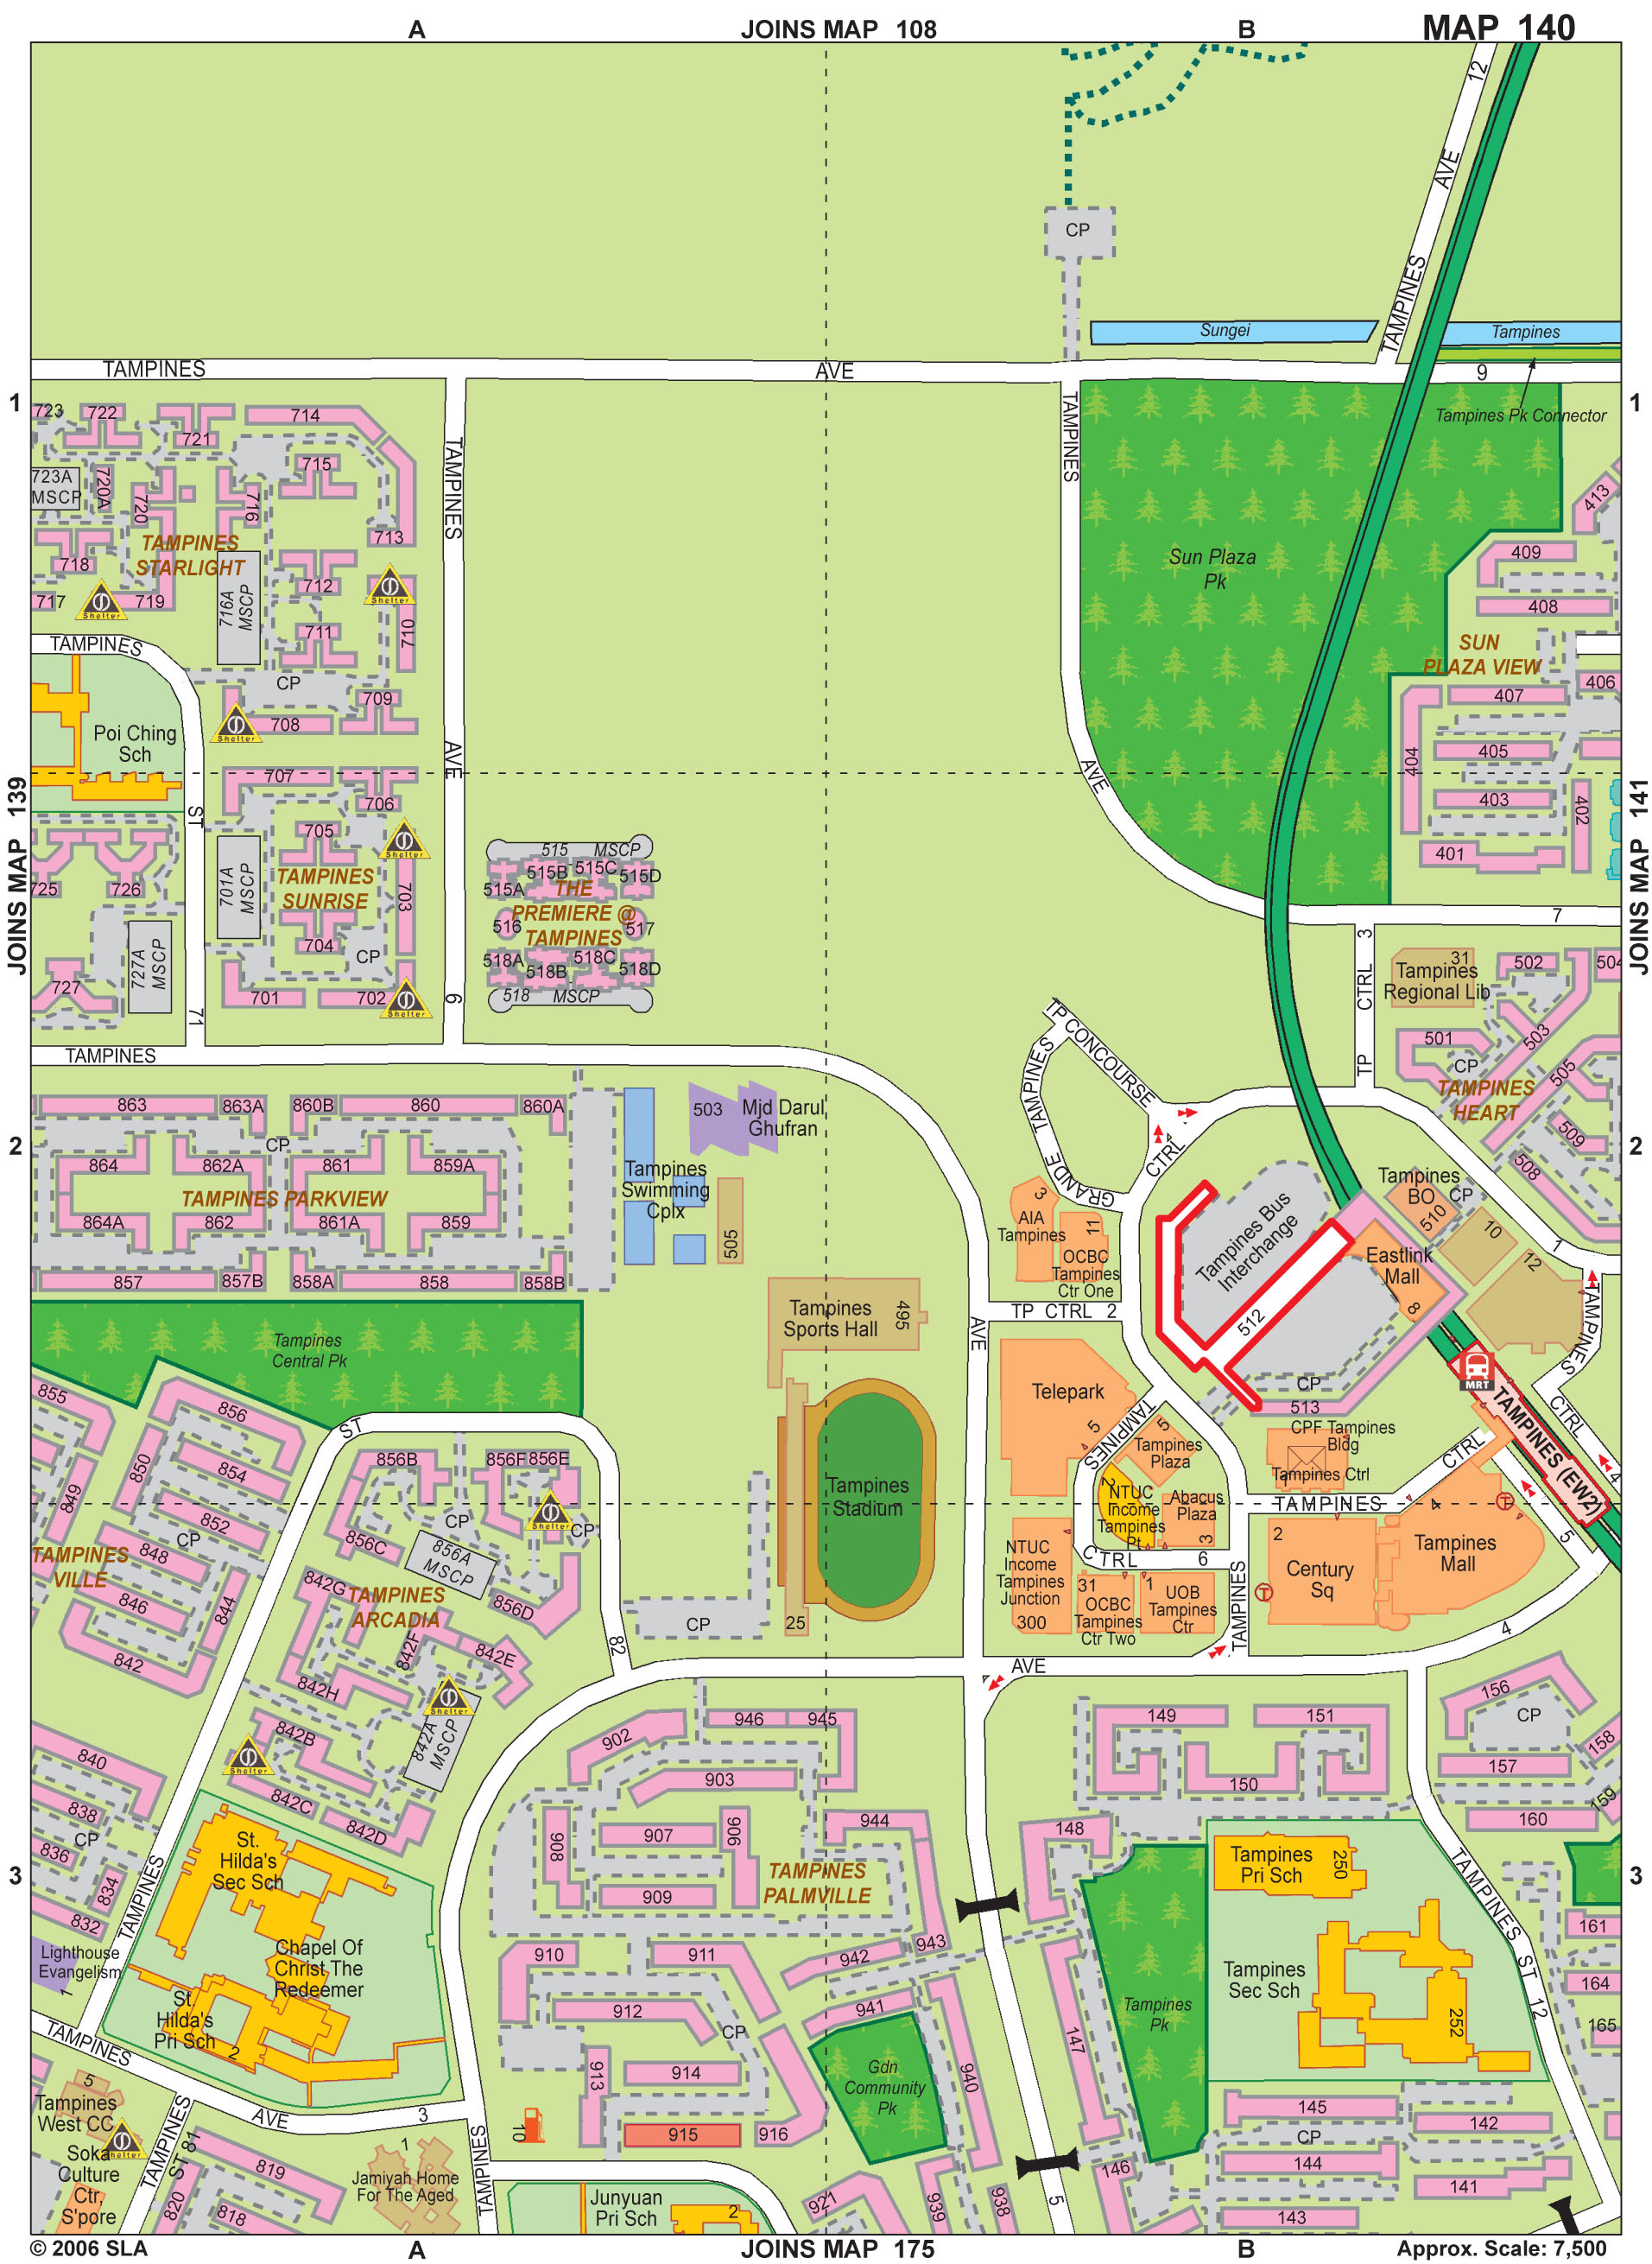 A
JOINS MAP 108
B
MAP 140
12
AVE
TAMPINES
CP
Sungei
Tampines
TAMPINES
AVE
9
Tampines Pk Connector
1
1
723
722
721
714
715
723A
MSCP
720A
720
716
713
TAMPINES
STARLIGHT
718
717
719
Shelter
716A
MSCP
712
711
710
Shelter
TAMPINES
TAMPINES
TAMPINES
Sun Plaza
Pk
413
409
408
SUN
PLAZA VIEW
406
407
404
405
403
402
401
CP
709
708
Shelter
Poi Ching
Sch
AVE
AVE
JOINS MAP 139
JOINS MAP 141
707
706
ST
705
701A
MSCP
TAMPINES
SUNRISE
703
Shelter
704
CP
725
726
727A
MSCP
727
701
702
Shelter
71
6
515 MSCP
515A
515B
515C
515D
THE
PREMIERE @
TAMPINES
516
517
518A
518B
518C
518D
518 MSCP
7
TP CTRL 3
31
Tampines
Regional Lib
502
504
501
503
CP
505
TAMPINES
HEART
509
508
TAMPINES
TP CONCOURSE
TAMPINES
GRANDE
CTRL
4
863
863A
860B
860
860A
CP
864
862A
861
859A
TAMPINES PARKVIEW
864A
862
861A
859
857
857B
858A
858
858B
2
2
503
Mjd Darul
Ghufran
Tampines
Swimming
Cplx
505
3
AIA
Tampines
11
OCBC
Tampines
Ctr One
Tampines Bus
Interchange
512
Tampines
BO
510
CP
10
12
1
Eastlink
Mall
8
TAMPINES
TP CTRL 2
AVE
Tampines
Sports Hall
495
Tampines
Central Pk
Telepark
5
TAMPINES
5
Tampines
Plaza
CP
513
CPF Tampines
Bldg
Tampines Ctrl
MRT
TAMPINES (EW2)
CTRL
4
CTRL
TAMPINES
855
856
850
854
849
852
CP
848
TAMPINES
VILLE
846
844
842
ST
856B
856F
856E
CP
Shelter
CP
856C
856A
MSCP
856D
842G
TAMPINES
ARCADIA
842F
842E
842H
82
Tampines
Stadium
CP
25
2
NTUC
Income
Tampines
Pt
Abacus
Plaza
3
NTUC
Income
Tampines
Junction
300
CTRL 6
31
OCBC
Tampines
Ctr Two
1
UOB
Tampines
Ctr
TAMPINES
2
Century
Sq
4
Tampines
Mall
5
4
AVE
842A
MSCP
Shelter
842B
Shelter
842C
842D
840
838
CP
836
834
832
TAMPINES
902
946
945
903
908
907
906
944
909
TAMPINES
PALMVILLE
149
151
150
148
156
CP
157
158
159
160
3
3
St.
Hilda's
Sec Sch
Tampines
Pri Sch
250
TAMPINES ST 12
161
164
165
Lighthouse
Evangelism
1
Chapel Of
Christ The
Redeemer
St.
Hilda's
Pri Sch
2
910
911
912
942
943
941
CP
913
914
940
915
916
Gdn
Community
Pk
147
Tampines
Pk
Tampines
Sec Sch
252
TAMPINES
AVE
3
5
Tampines
West CC
Shelter
Soka
Culture
Ctr,
S'pore
TAMPINES ST 81
819
820
818
1
Jamiyah Home
For The Aged
TAMPINES
10
Junyuan
Pri Sch
2
921
939
938
5
146
145
142
CP
144
141
143
© 2006 SLA
A
JOINS MAP 175
B
Approx. Scale: 7,500